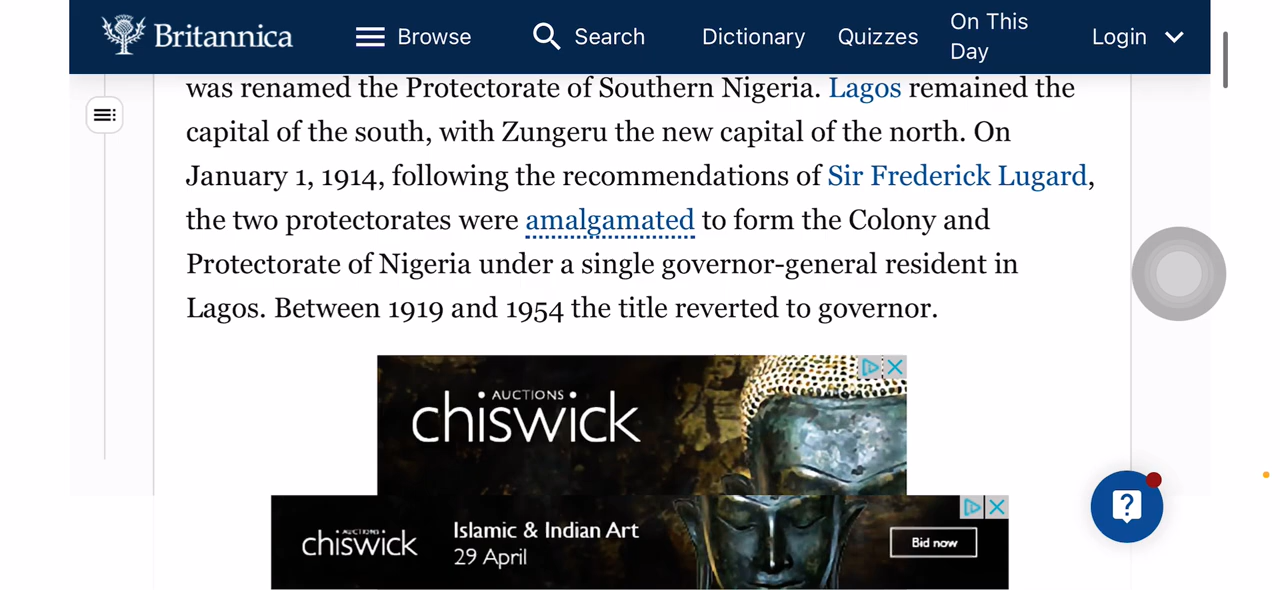 Britannica
Browse
Search
Dictionary
Quizzes
On This
Day
Login
was renamed the Protectorate of Southern Nigeria. Lagos remained the
capital of the south, with Zungeru the new capital of the north. On
January 1, 1914, following the recommendations of Sir Frederick Lugard,
the two protectorates were amalgamated to form the Colony and
Protectorate of Nigeria under a single governor-general resident in
Lagos. Between 1919 and 1954 the title reverted to governor.
• AUCTIONS •
chiswick
• AUCTIONS •
chiswick
Islamic & Indian Art
29 April
Bid now
?